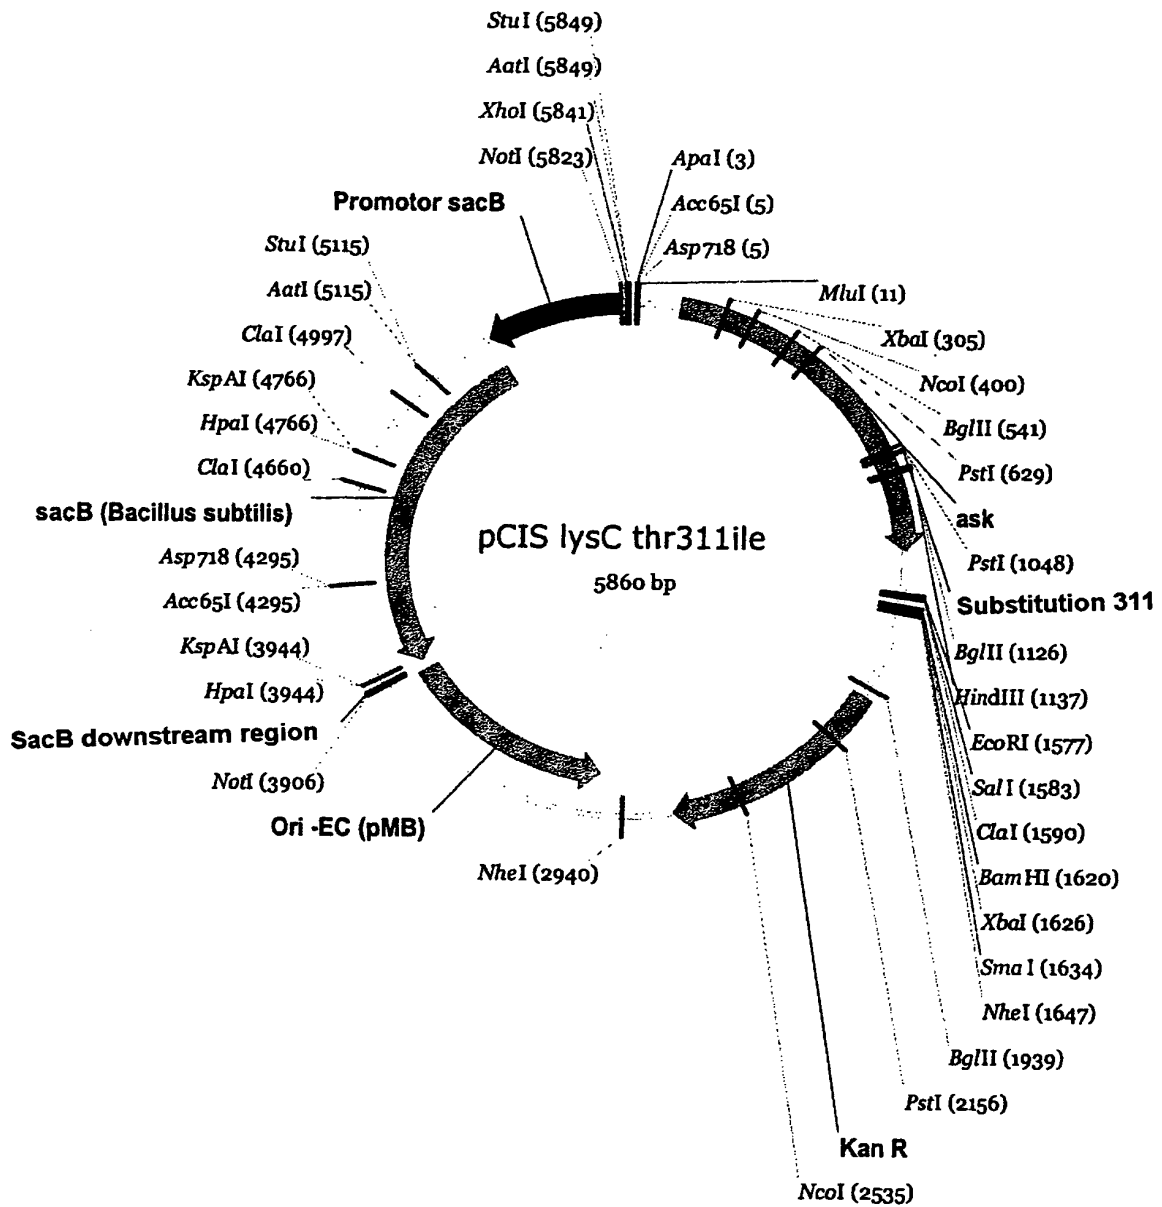 StuI (5849)
AatI (5849)
XhoI (5841)
NotI (5823)
ApaI (3)
Acc65I (5)
Asp718 (5)
MluI (11)
Promotor sacB
StuI (5115)
AatI (5115)
ClaI (4997)
KspAI (4766)
HpaI (4766)
ClaI (4660)
sacB (Bacillus subtilis)
Asp718 (4295)
Acc65I (4295)
KspAI (3944)
HpaI (3944)
SacB downstream region
NotI (3906)
Ori -EC (pMB)
NheI (2940)
pCIS lysC thr311ile
5860 bp
XbaI (305)
NcoI (400)
BglII (541)
PstI (629)
ask
PstI (1048)
Substitution 311
BglII (1126)
HindIII (1137)
EcoRI (1577)
SalI (1583)
ClaI (1590)
BamHI (1620)
XbaI (1626)
SmaI (1634)
NheI (1647)
BglII (1939)
PstI (2156)
Kan R
NcoI (2535)